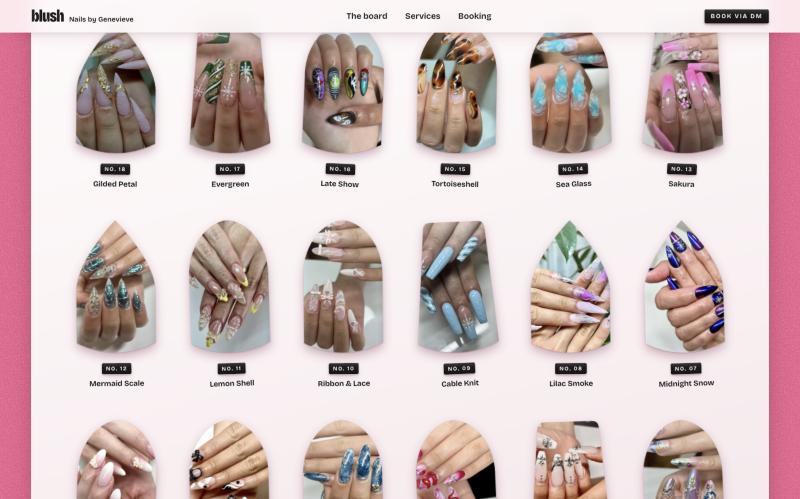 blush Nails by Genevieve The board Services Booking BOOK VIA DM
NO. 18 NO. 17 NO. 16 NO. 15 NO. 14 NO. 13
Gilded Petal Evergreen Late Show Tortoiseshell Sea Glass Sakura
NO. 12 NO. 11 NO. 10 NO. 09 NO. 08 NO. 07
Mermaid Scale Lemon Shell Ribbon & Lace Cable Knit Lilac Smoke Midnight Snow